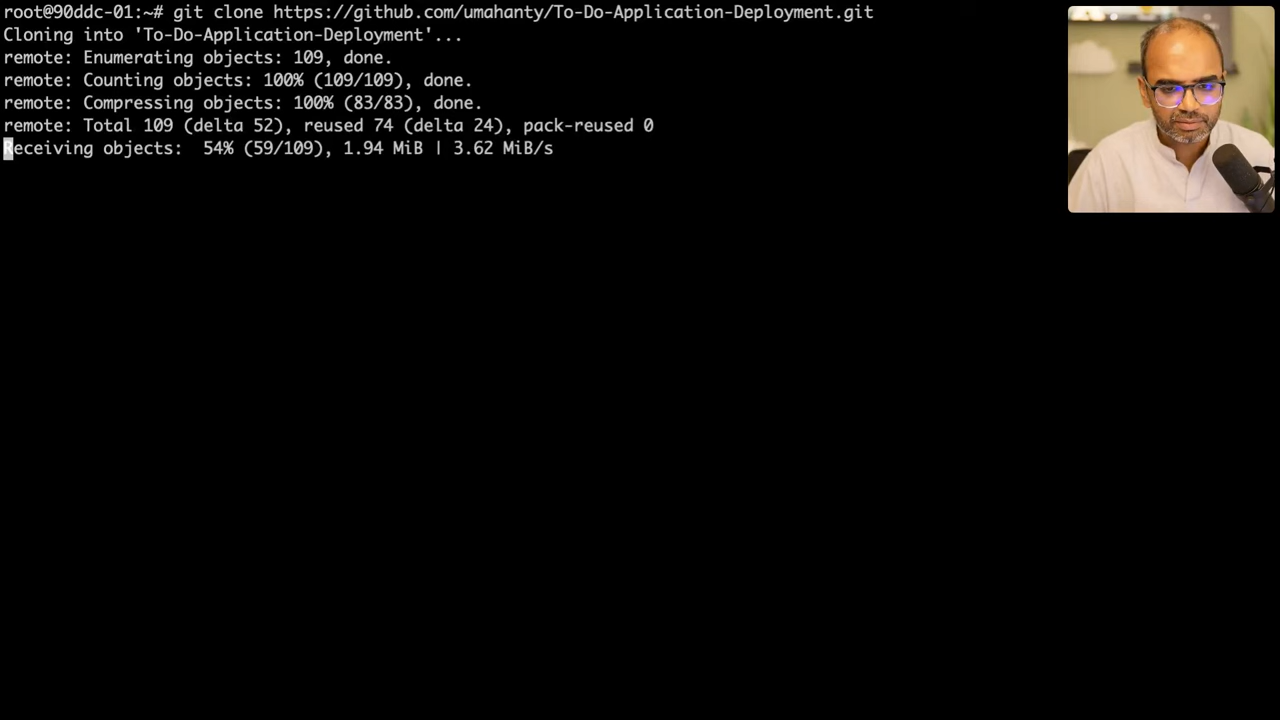 root@90ddc-01:~# git clone https://github.com/umahanty/To-Do-Application-Deployment.git
Cloning into 'To-Do-Application-Deployment'...
remote: Enumerating objects: 109, done.
remote: Counting objects: 100% (109/109), done.
remote: Compressing objects: 100% (83/83), done.
remote: Total 109 (delta 52), reused 74 (delta 24), pack-reused 0
Receiving objects:  54% (59/109), 1.94 MiB | 3.62 MiB/s